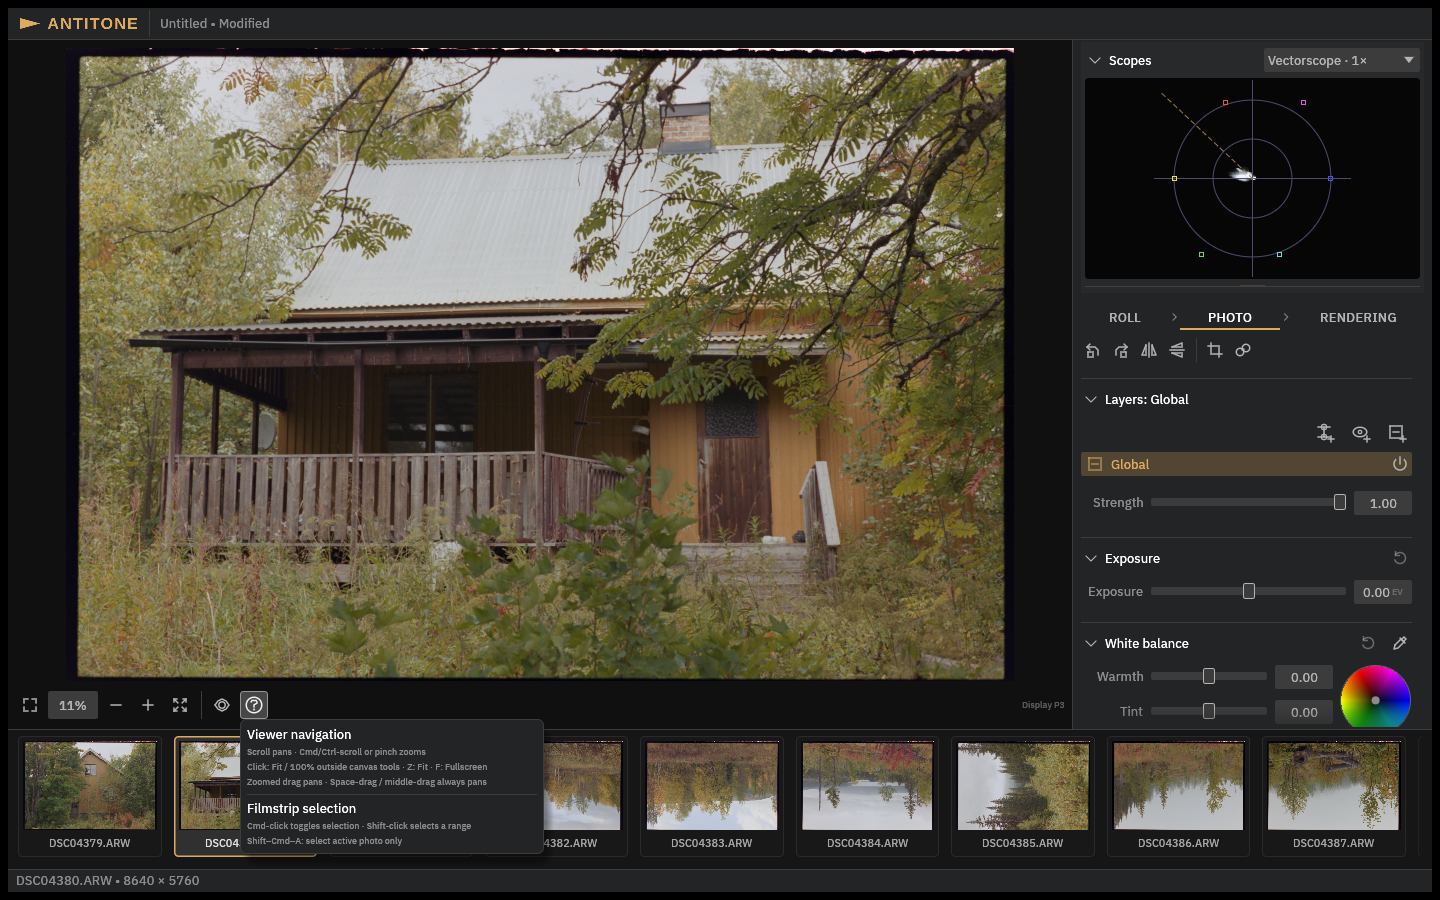 ANTITONE
Untitled • Modified
Scopes
Vectorscope · 1×
ROLL
PHOTO
RENDERING
Layers: Global
Global
Strength
1.00
Exposure
Exposure
0.00 EV
White balance
Warmth
0.00
Tint
0.00
11%
Display P3
Viewer navigation
Scroll pans · Cmd/Ctrl-scroll or pinch zooms
Click: Fit / 100% outside canvas tools · Z: Fit · F: Fullscreen
Zoomed drag pans · Space-drag / middle-drag always pans
Filmstrip selection
Cmd-click toggles selection · Shift-click selects a range
Shift–Cmd–A: select active photo only
DSC04379.ARW
DSC04
382.ARW
DSC04383.ARW
DSC04384.ARW
DSC04385.ARW
DSC04386.ARW
DSC04387.ARW
DSC04380.ARW • 8640 × 5760